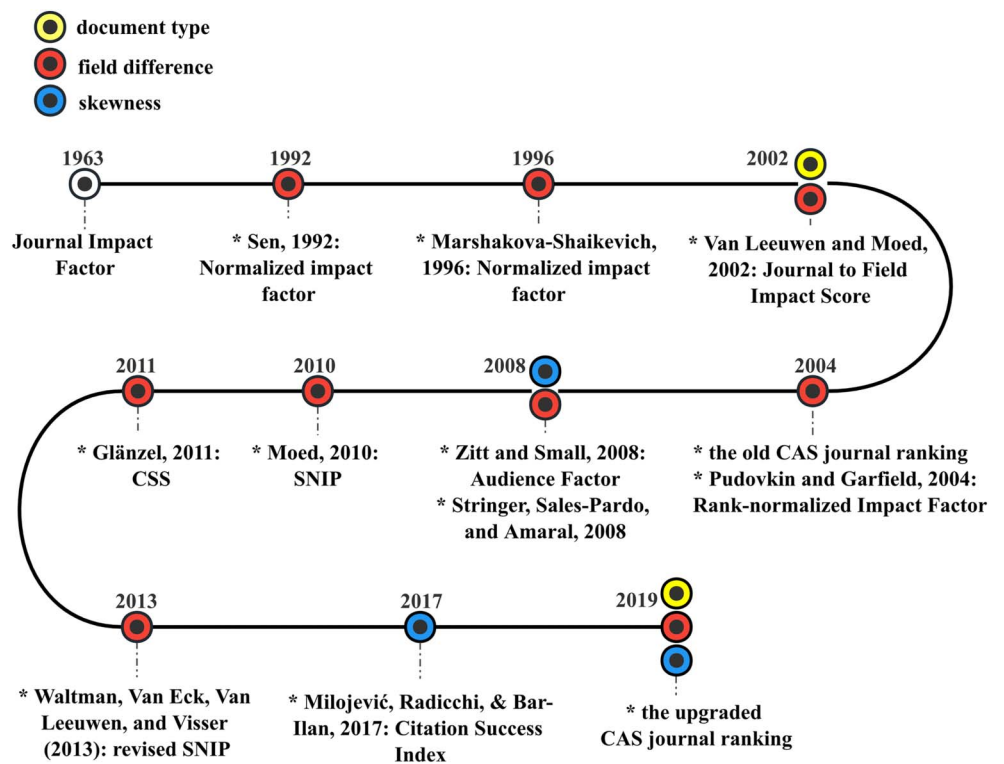 document type
field difference
skewness
1963
1992
1996
2002
Journal Impact
Factor
* Sen, 1992:
Normalized impact
factor
* Marshakova-Shaikevich,
1996: Normalized impact
factor
* Van Leeuwen and Moed,
2002: Journal to Field
Impact Score
2011
2010
2008
2004
* Glänzel, 2011:
CSS
* Moed, 2010:
SNIP
* Zitt and Small, 2008:
Audience Factor
* Stringer, Sales-Pardo,
and Amaral, 2008
* the old CAS journal ranking
* Pudovkin and Garfield, 2004:
Rank-normalized Impact Factor
2013
2017
2019
* Waltman, Van Eck, Van
Leeuwen, and Visser
(2013): revised SNIP
* Milojević, Radicchi, & Bar-
Ilan, 2017: Citation Success
Index
* the upgraded
CAS journal ranking